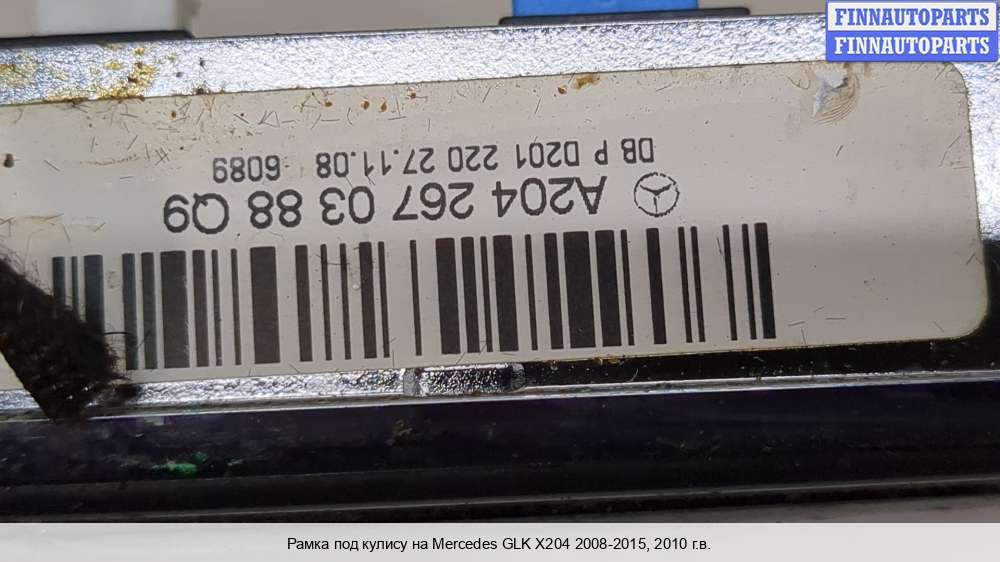 FINNAUTOPARTS
FINNAUTOPARTS
DB P D201 220 27.11.08 6089
A204 267 03 88 Q9
Рамка под кулису на Mercedes GLK X204 2008-2015, 2010 г.в.